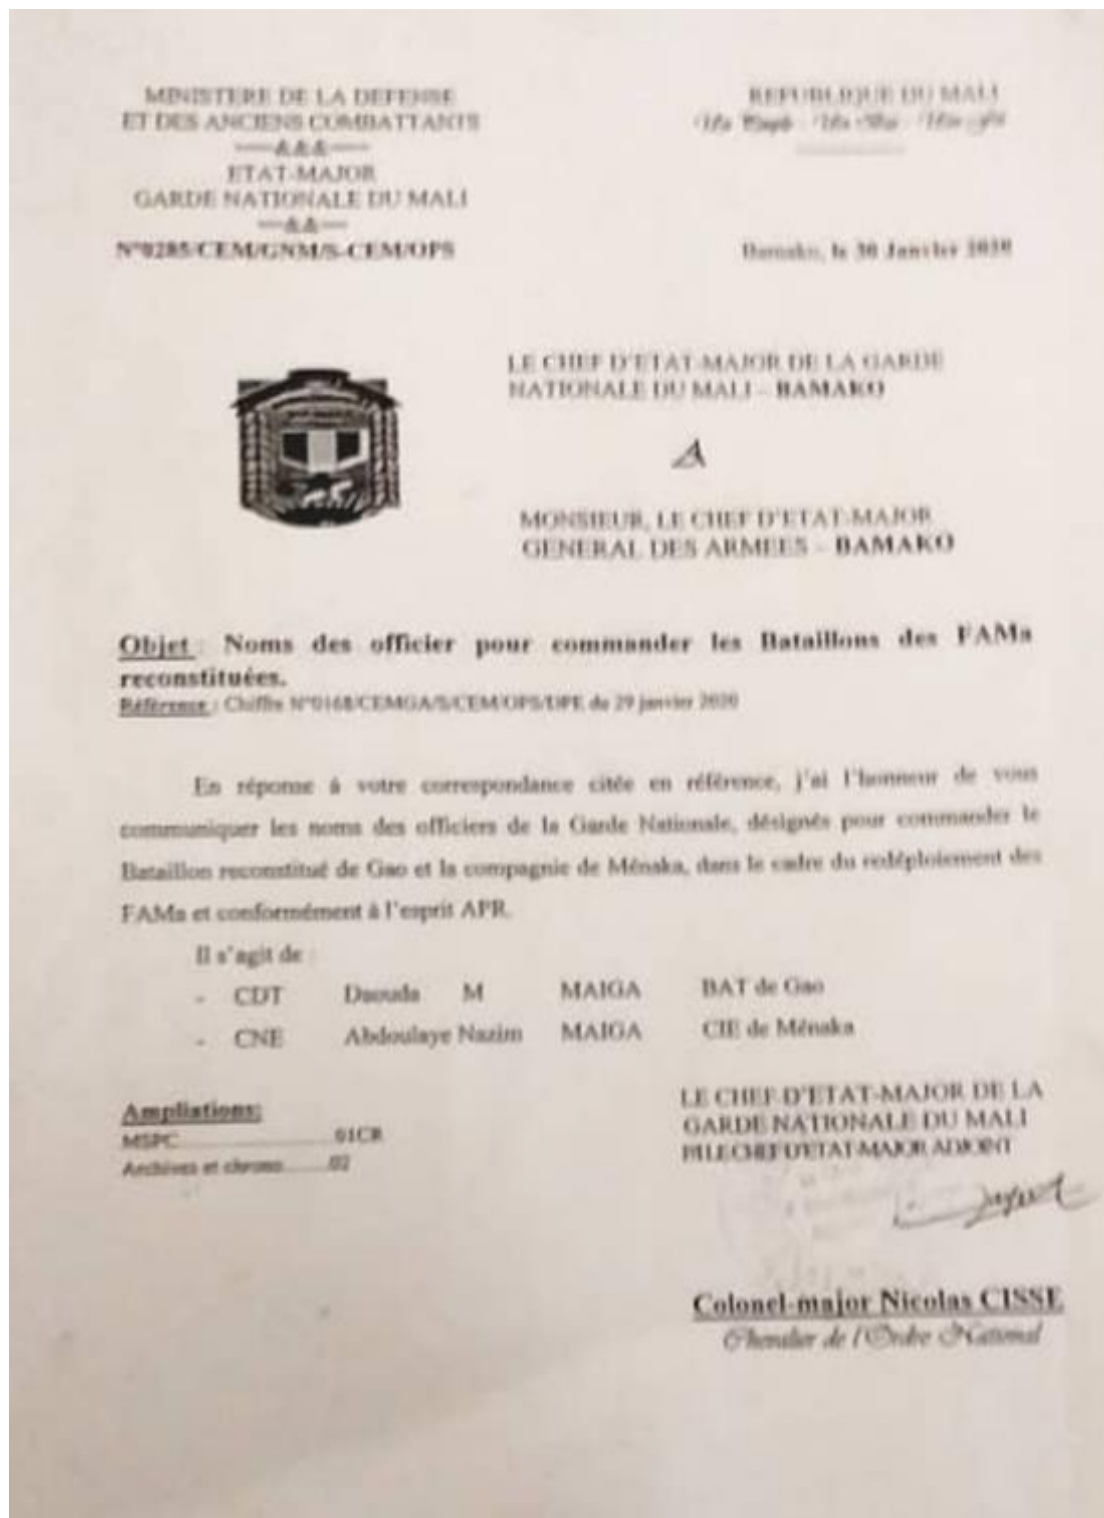 MINISTERE DE LA DEFENSE
ET DES ANCIENS COMBATTANTS
&&&
ETAT-MAJOR
GARDE NATIONALE DU MALI
&&
N°0285/CEM/GNM/S-CEM/OPS
REPUBLIQUE DU MALI
Un Peuple - Un But - Une Foi
Bamako, le 30 Janvier 2020
LE CHEF D'ETAT-MAJOR DE LA GARDE
NATIONALE DU MALI – BAMAKO
A
MONSIEUR, LE CHEF D'ETAT-MAJOR
GENERAL DES ARMEES – BAMAKO
Objet : Noms des officier pour commander les Bataillons des FAMa
reconstituées.
Référence : Chiffre N°0168/CEMGA/S/CEM/OPS/DPE du 29 janvier 2020
En réponse à votre correspondance citée en référence, j'ai l'honneur de vous
communiquer les noms des officiers de la Garde Nationale, désignés pour commander le
Bataillon reconstitué de Gao et la compagnie de Ménaka, dans le cadre du redéploiement des
FAMa et conformément à l'esprit APR.
Il s'agit de :
- CDT Daouda M MAIGA BAT de Gao
- CNE Abdoulaye Nazim MAIGA CIE de Ménaka
Ampliations:
MSPC..........................01CR
Archives et chrono.........02
LE CHEF D'ETAT-MAJOR DE LA
GARDE NATIONALE DU MALI
P/I LE CHEF D'ETAT-MAJOR ADJOINT
Colonel-major Nicolas CISSE
Chevalier de l'Ordre National